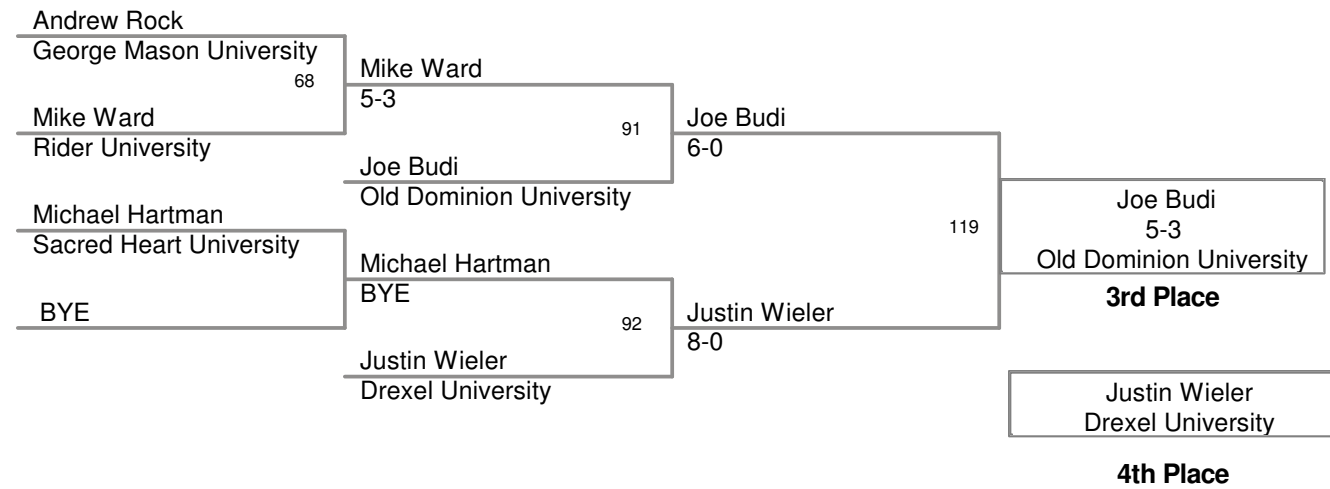 Andrew Rock
George Mason University
68
Mike Ward
Rider University
Michael Hartman
Sacred Heart University
BYE
Mike Ward
5-3
91
Joe Budi
Old Dominion University
Michael Hartman
BYE
92
Justin Wieler
Drexel University
Joe Budi
6-0
119
Justin Wieler
8-0
Joe Budi
5-3
Old Dominion University
3rd Place
Justin Wieler
Drexel University
4th Place